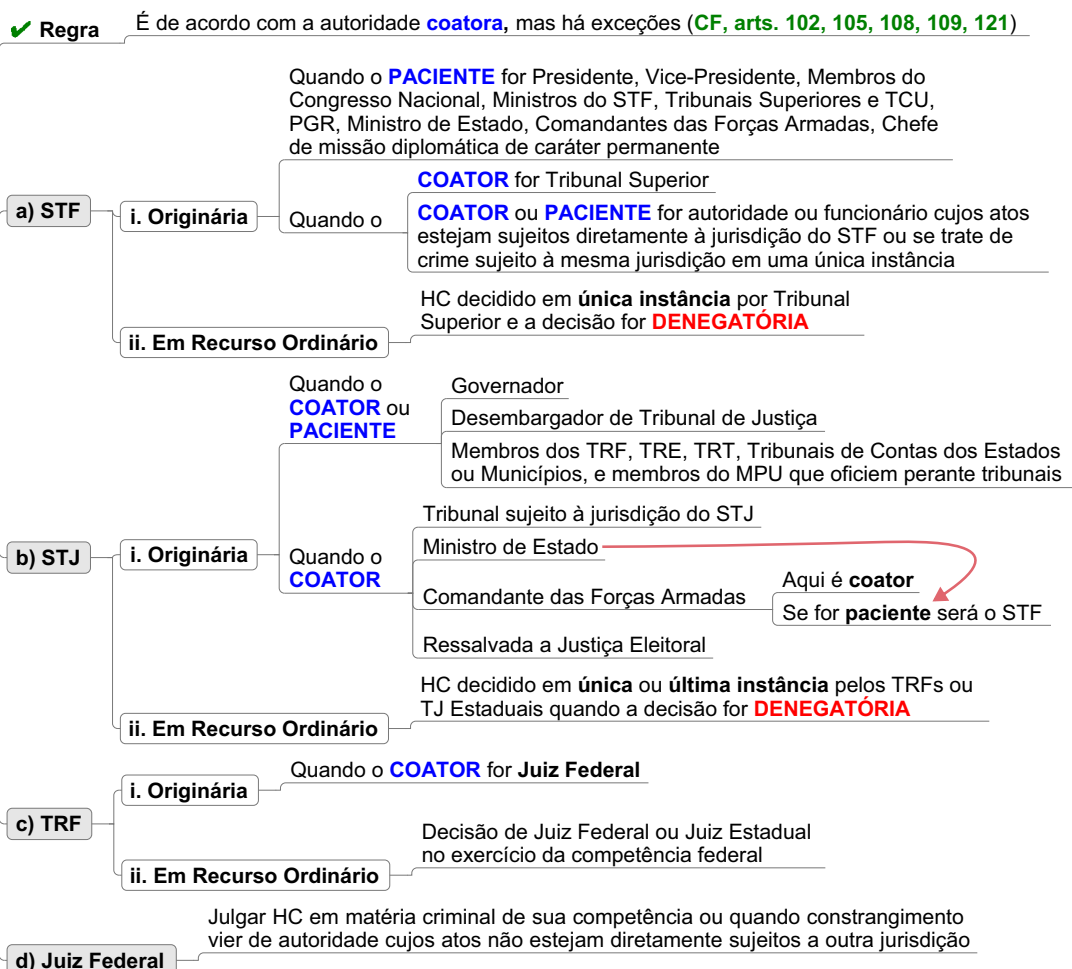 ✔ Regra
É de acordo com a autoridade coatora, mas há exceções (CF, arts. 102, 105, 108, 109, 121)
a) STF
i. Originária
Quando o PACIENTE for Presidente, Vice-Presidente, Membros do
Congresso Nacional, Ministros do STF, Tribunais Superiores e TCU,
PGR, Ministro de Estado, Comandantes das Forças Armadas, Chefe
de missão diplomática de caráter permanente
Quando o
COATOR for Tribunal Superior
COATOR ou PACIENTE for autoridade ou funcionário cujos atos
estejam sujeitos diretamente à jurisdição do STF ou se trate de
crime sujeito à mesma jurisdição em uma única instância
ii. Em Recurso Ordinário
HC decidido em única instância por Tribunal
Superior e a decisão for DENEGATÓRIA
b) STJ
i. Originária
Quando o
COATOR ou
PACIENTE
Governador
Desembargador de Tribunal de Justiça
Membros dos TRF, TRE, TRT, Tribunais de Contas dos Estados
ou Municípios, e membros do MPU que oficiem perante tribunais
Quando o
COATOR
Tribunal sujeito à jurisdição do STJ
Ministro de Estado
Comandante das Forças Armadas
Aqui é coator
Se for paciente será o STF
Ressalvada a Justiça Eleitoral
ii. Em Recurso Ordinário
HC decidido em única ou última instância pelos TRFs ou
TJ Estaduais quando a decisão for DENEGATÓRIA
c) TRF
i. Originária
Quando o COATOR for Juiz Federal
ii. Em Recurso Ordinário
Decisão de Juiz Federal ou Juiz Estadual
no exercício da competência federal
d) Juiz Federal
Julgar HC em matéria criminal de sua competência ou quando constrangimento
vier de autoridade cujos atos não estejam diretamente sujeitos a outra jurisdição